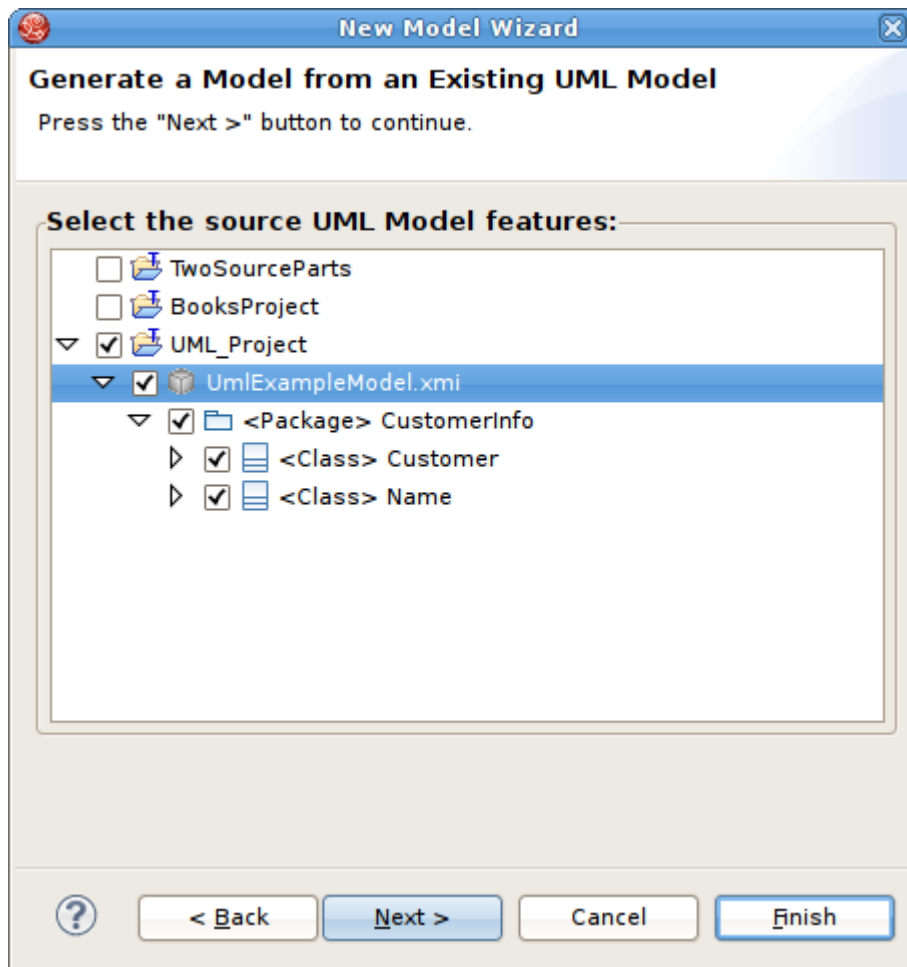 New Model Wizard
Generate a Model from an Existing UML Model
Press the "Next >" button to continue.
Select the source UML Model features:
TwoSourceParts
BooksProject
UML_Project
UmlExampleModel.xmi
<Package> CustomerInfo
<Class> Customer
<Class> Name
< Back
Next >
Cancel
Finish